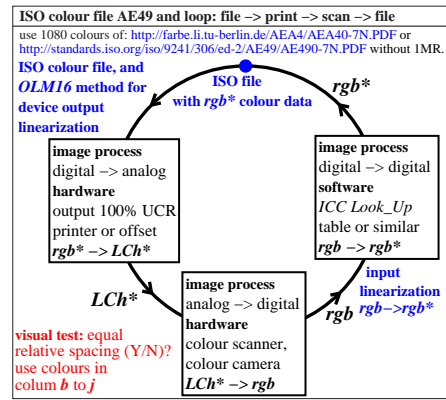 ISO colour file AE49 and loop: file –> print –> scan –> file
use 1080 colours of: http://farbe.li.tu-berlin.de/AEA4/AEA40-7N.PDF or
http://standards.iso.org/iso/9241/306/ed-2/AE49/AE490-7N.PDF without 1MR.
ISO colour file, and
OLM16 method for
device output
linearization
ISO file
with rgb* colour data
rgb*
image process
digital –> analog
hardware
output 100% UCR
printer or offset
rgb* –> LCh*
image process
digital –> digital
software
ICC Look_Up
table or similar
rgb –> rgb*
LCh*
image process
analog –> digital
hardware
colour scanner,
colour camera
LCh* –> rgb
rgb
input
linearization
rgb–>rgb*
visual test: equal
relative spacing (Y/N)?
use colours in
colum b to j